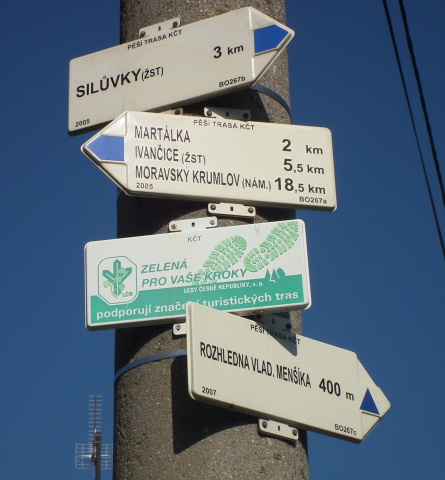 PĚŠÍ TRASA KČT
SILŮVKY (ŽST) 3 km
2005 BO267b
PĚŠÍ TRASA KČT
MARTÁLKA 2 km
IVANČICE (ŽST) 5,5 km
MORAVSKÝ KRUMLOV (NÁM.) 18,5 km
2005 BO267a
KČT
ZELENÁ
PRO VAŠE KROKY
LESY ČESKÉ REPUBLIKY, s. p.
LČR
podporují značení turistických tras
PĚŠÍ TRASA KČT
ROZHLEDNA VLAD. MENŠÍKA 400 m
2007 BO267c